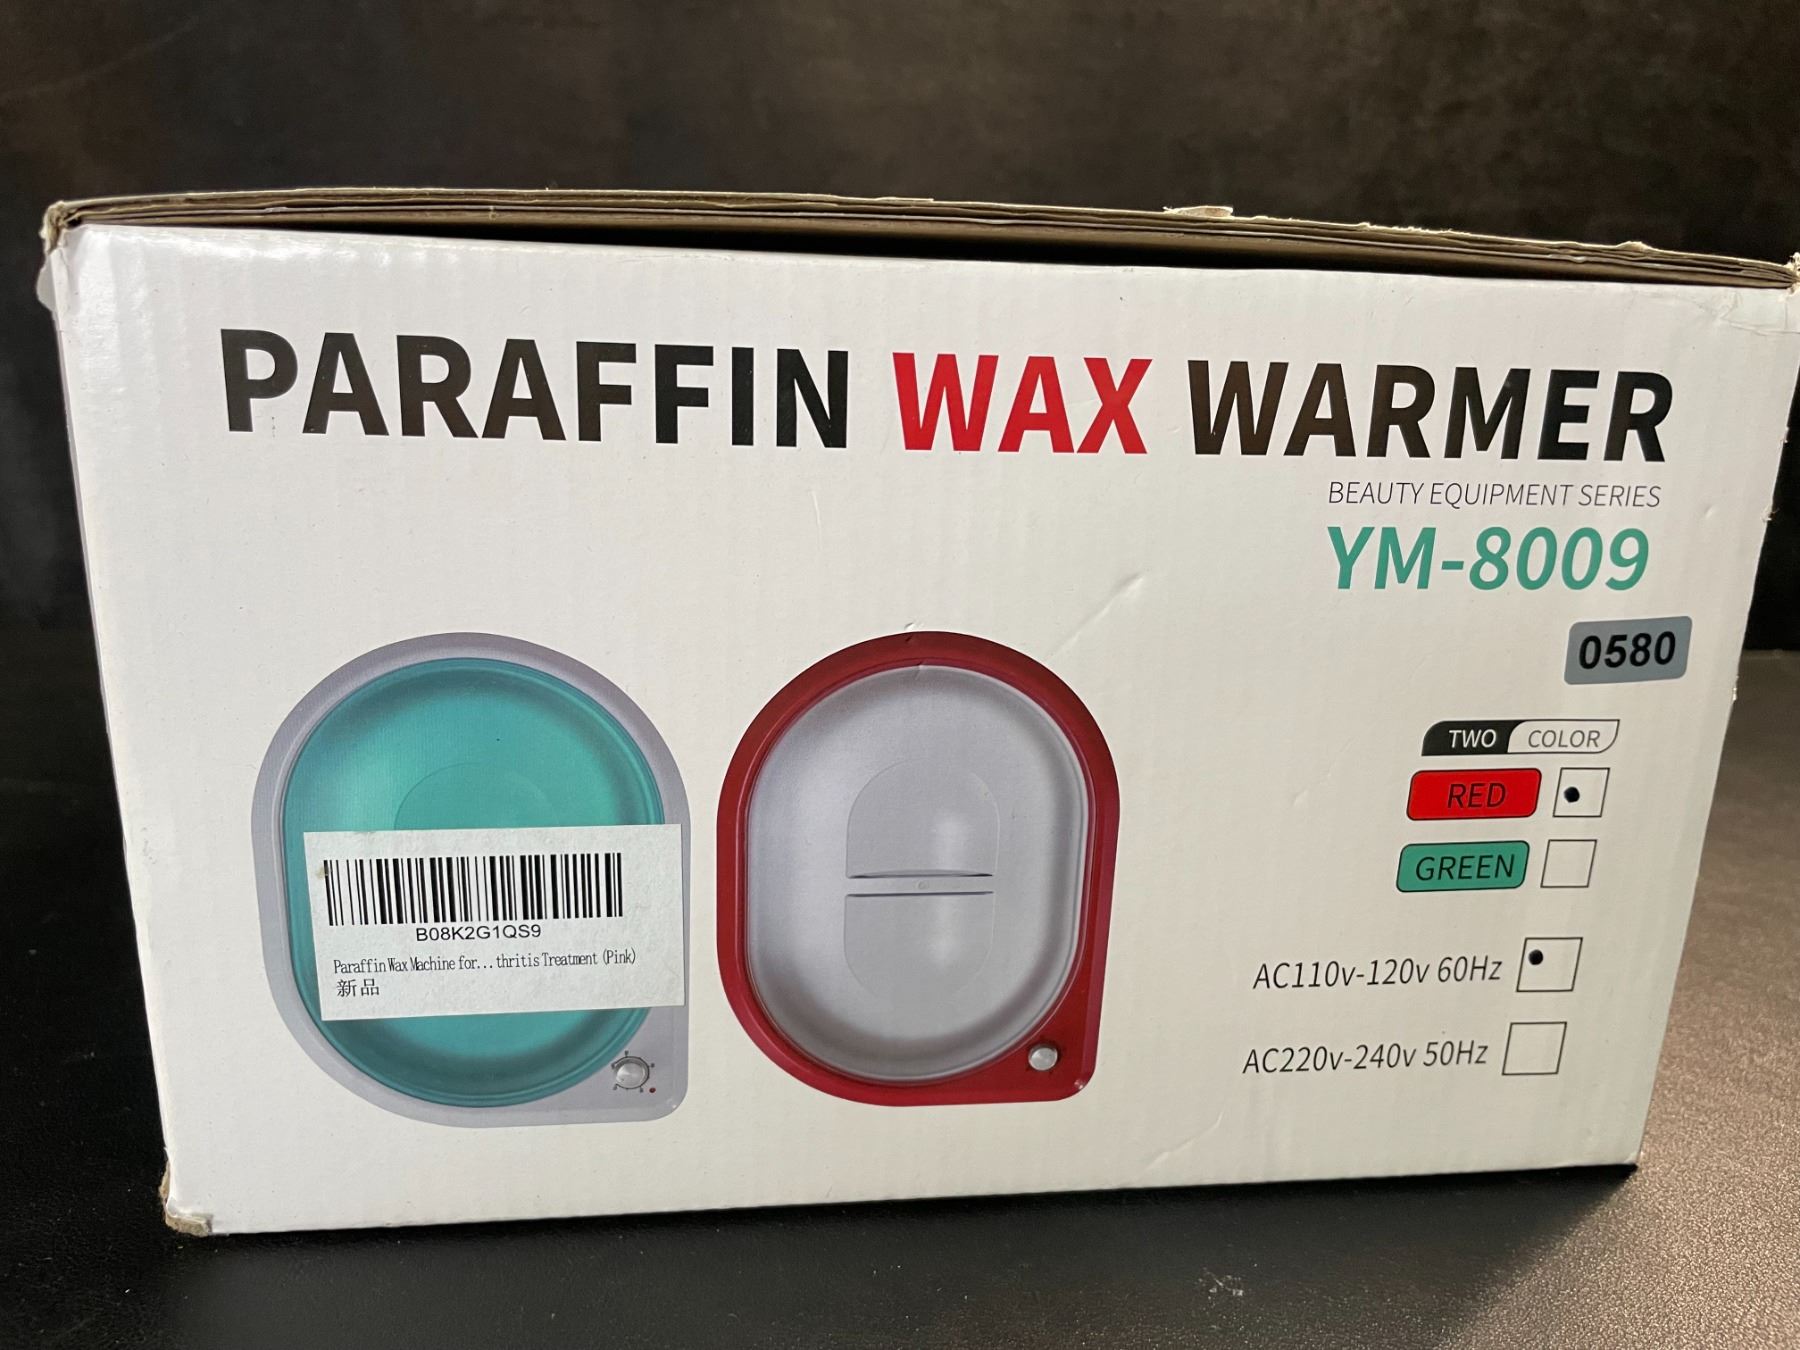 PARAFFIN WAX WARMER
BEAUTY EQUIPMENT SERIES
YM-8009
0580
TWO COLOR
RED
GREEN
AC110v-120v 60Hz
AC220v-240v 50Hz
B08K2G1QS9
Paraffin Wax Machine for...thritis Treatment (Pink)
新品